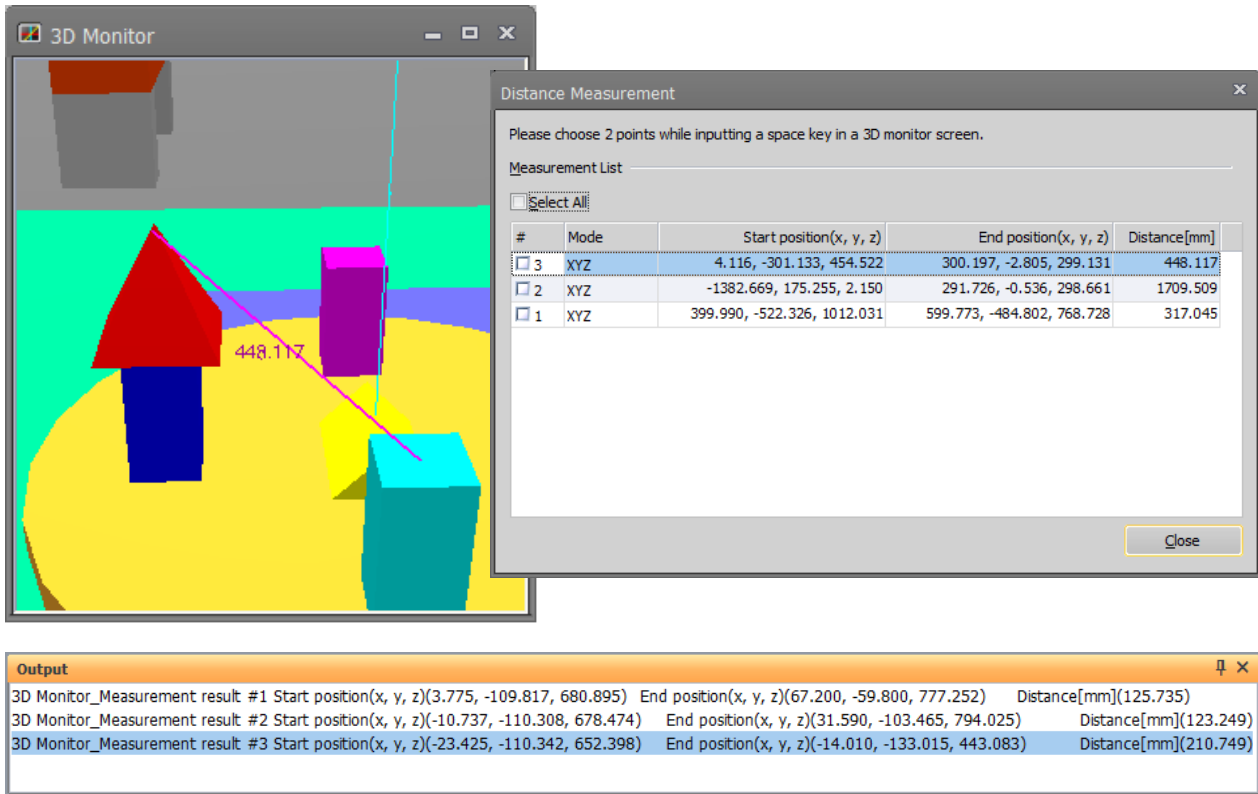 3D Monitor
Distance Measurement
Please choose 2 points while inputting a space key in a 3D monitor screen.
Measurement List
Select All
# Mode Start position(x, y, z) End position(x, y, z) Distance[mm]
3 XYZ 4.116, -301.133, 454.522 300.197, -2.805, 299.131 448.117
2 XYZ -1382.669, 175.255, 2.150 291.726, -0.536, 298.661 1709.509
1 XYZ 399.990, -522.326, 1012.031 599.773, -484.802, 768.728 317.045
448.117
Close
Output
3D Monitor_Measurement result #1 Start position(x, y, z)(3.775, -109.817, 680.895) End position(x, y, z)(67.200, -59.800, 777.252) Distance[mm](125.735)
3D Monitor_Measurement result #2 Start position(x, y, z)(-10.737, -110.308, 678.474) End position(x, y, z)(31.590, -103.465, 794.025) Distance[mm](123.249)
3D Monitor_Measurement result #3 Start position(x, y, z)(-23.425, -110.342, 652.398) End position(x, y, z)(-14.010, -133.015, 443.083) Distance[mm](210.749)